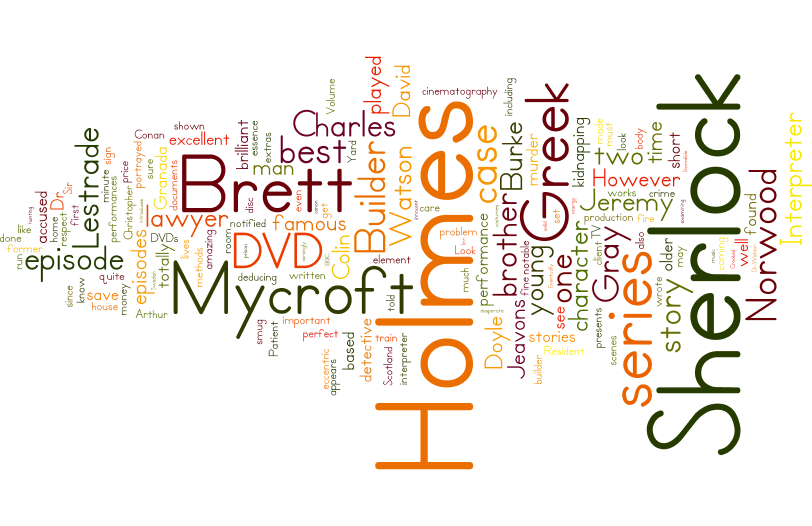 Sherlock
Holmes
Brett
Mycroft
Greek
DVD
series
Norwood
Interpreter
Builder
Watson
Charles
best
played
David
cinematography
including
Burke
case
brother
Jeavons
young
one
character
Gray
Jeremy
However
two
time
story
kidnapping
murder
made
must
look
body
crime
short
works
production
fire
set
problem
Look
performance
much
Doyle
stories
Resident
builder
see
fine
notable
client
TV
presents
scenes
wrote
also
older
may
well
found
Lestrade
episode
episodes
lawyer
famous
excellent
brilliant
man
Volume
Yard
extras
essence
shown
Conan
Granada
portrayed
sure
documents
price
Christopher
minute
sign
performances
Dr
Sir
first
respect
home
accused
former
like
done
run
quite
since
know
save
house
money
Arthur
DVDs
totally
lives
methods
amazing
room
notified
disc
even
get
Colin
written
deducing
element
care
told
important
perfect
smug
Patient
eccentric
appears
based
detective
train
Scotland
interpreter